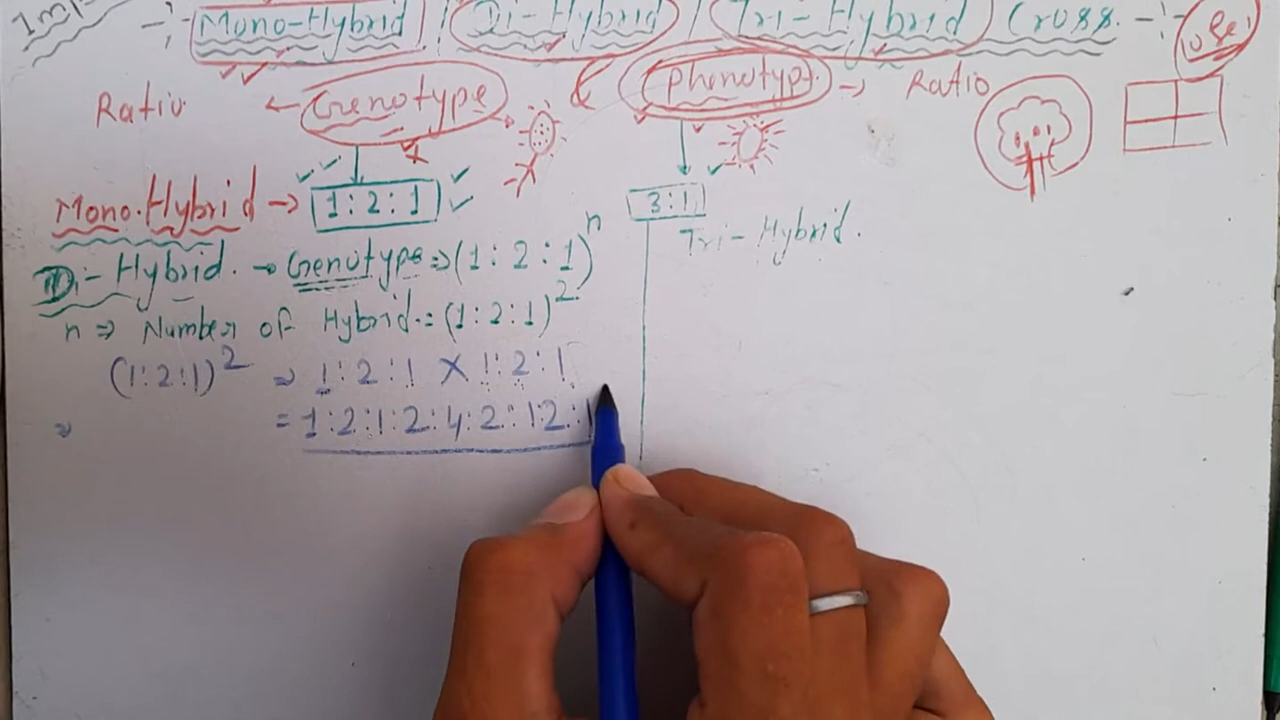 Imp
Mono-Hybrid / Di-Hybrid / Tri-Hybrid Cross.
Ratio ← Genotype & Phenotype → Ratio
Mono.Hybrid → 1:2:1 3:1
Di-Hybrid. → Genotype ⇒ (1:2:1)ⁿ Tri-Hybrid.
n ⇒ Number of Hybrid.= (1:2:1)²
(1:2:1)² ⇒ 1:2:1 X 1:2:1
⇒ = 1:2:1:2:4:2:1:2:1